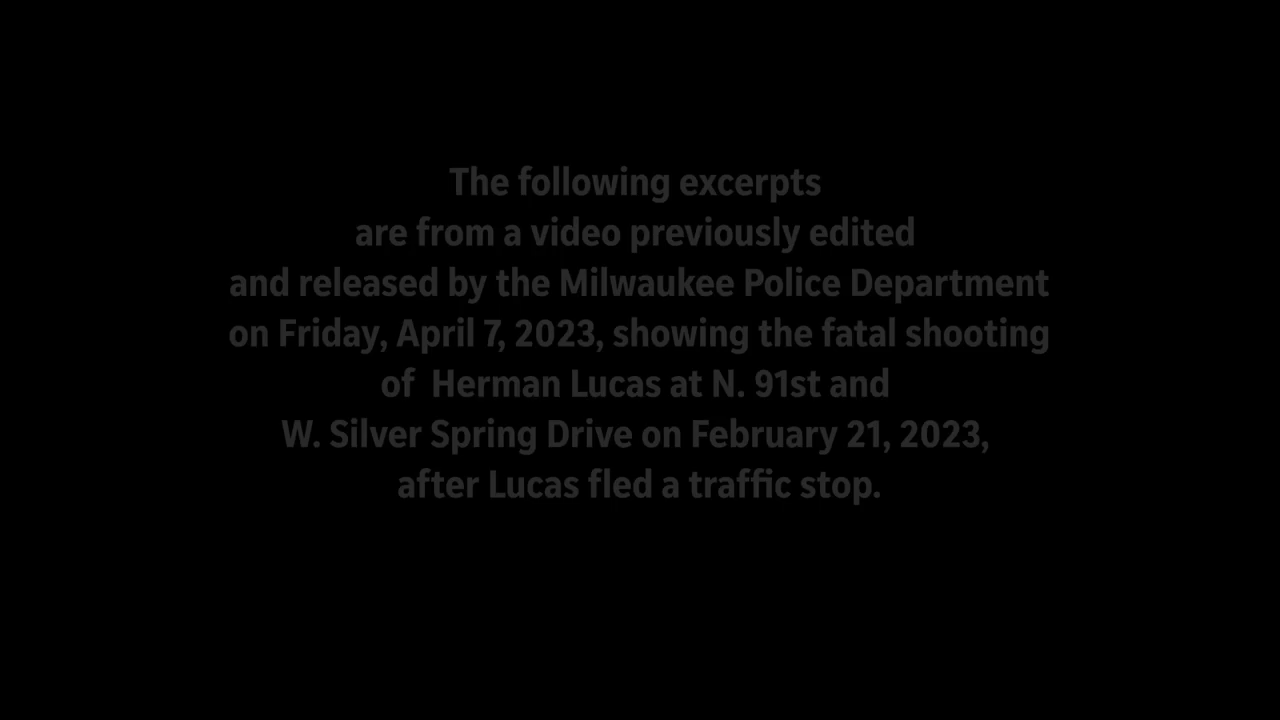 The following excerpts
are from a video previously edited
and released by the Milwaukee Police Department
on Friday, April 7, 2023, showing the fatal shooting
of  Herman Lucas at N. 91st and
W. Silver Spring Drive on February 21, 2023,
after Lucas fled a traffic stop.